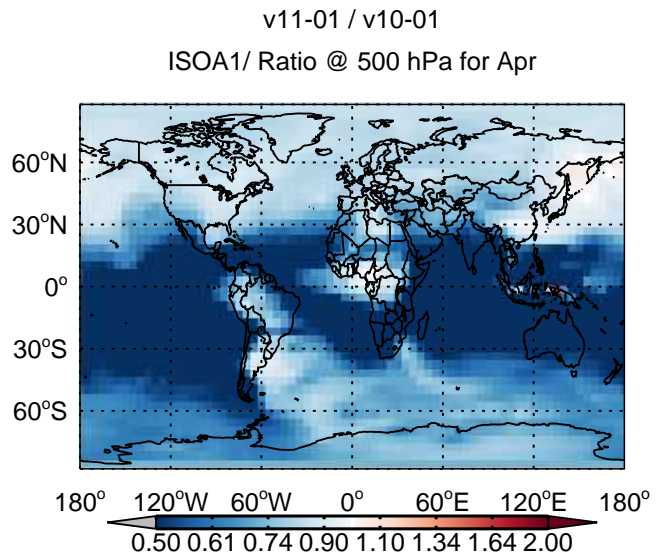 v11-01 / v10-01
ISOA1/ Ratio @ 500 hPa for Apr
60°N
30°N
0°
30°S
60°S
180° 120°W 60°W 0° 60°E 120°E 180°
0.50 0.61 0.74 0.90 1.10 1.34 1.64 2.00